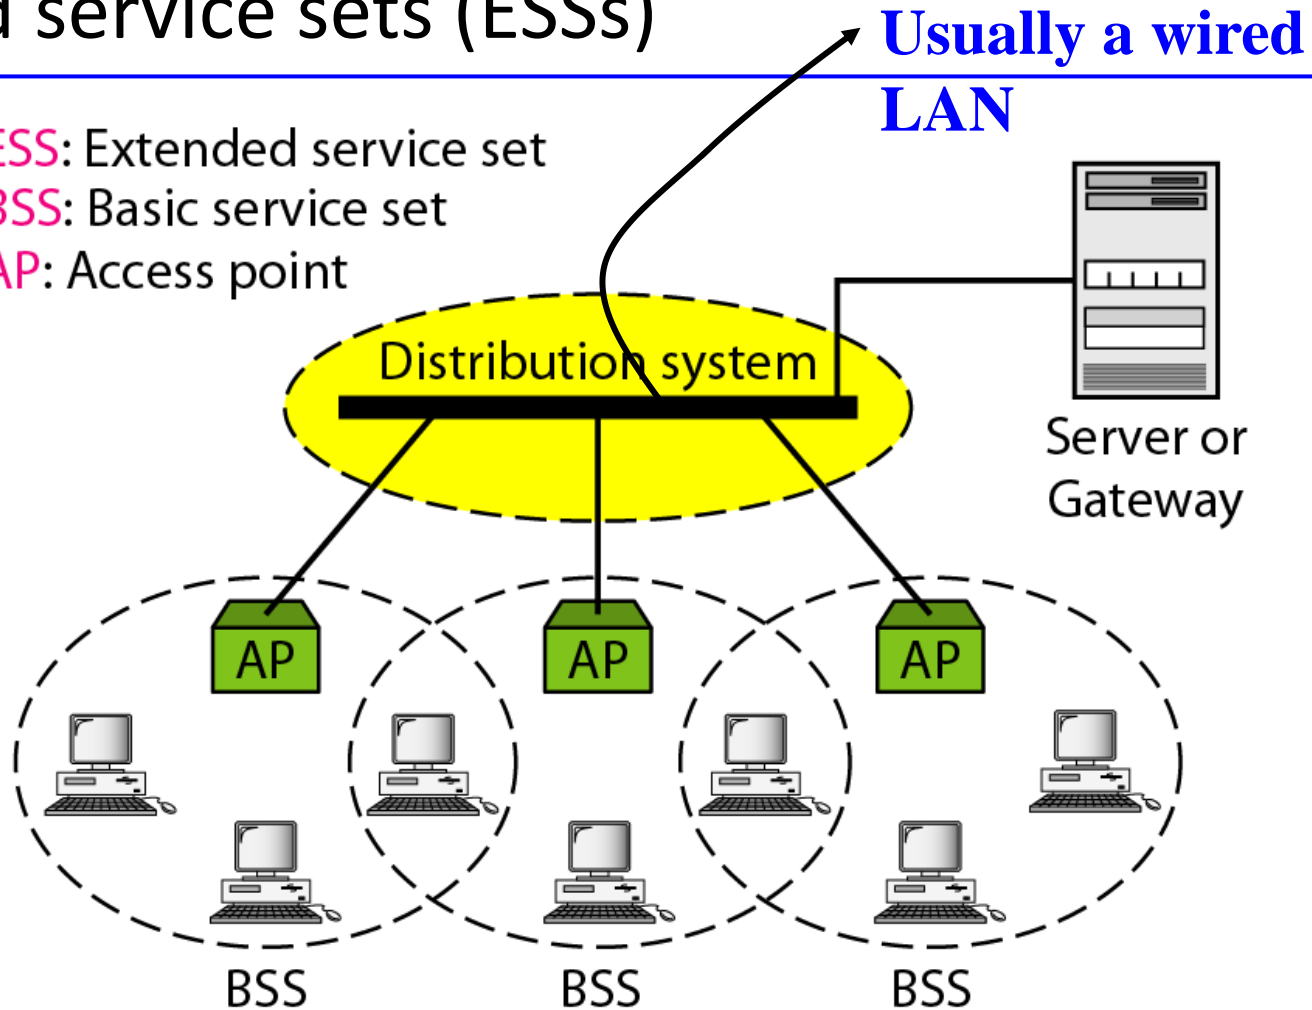 d service sets (ESSs)
Usually a wired
LAN
ESS: Extended service set
BSS: Basic service set
AP: Access point
Distribution system
Server or
Gateway
AP
AP
AP
BSS
BSS
BSS